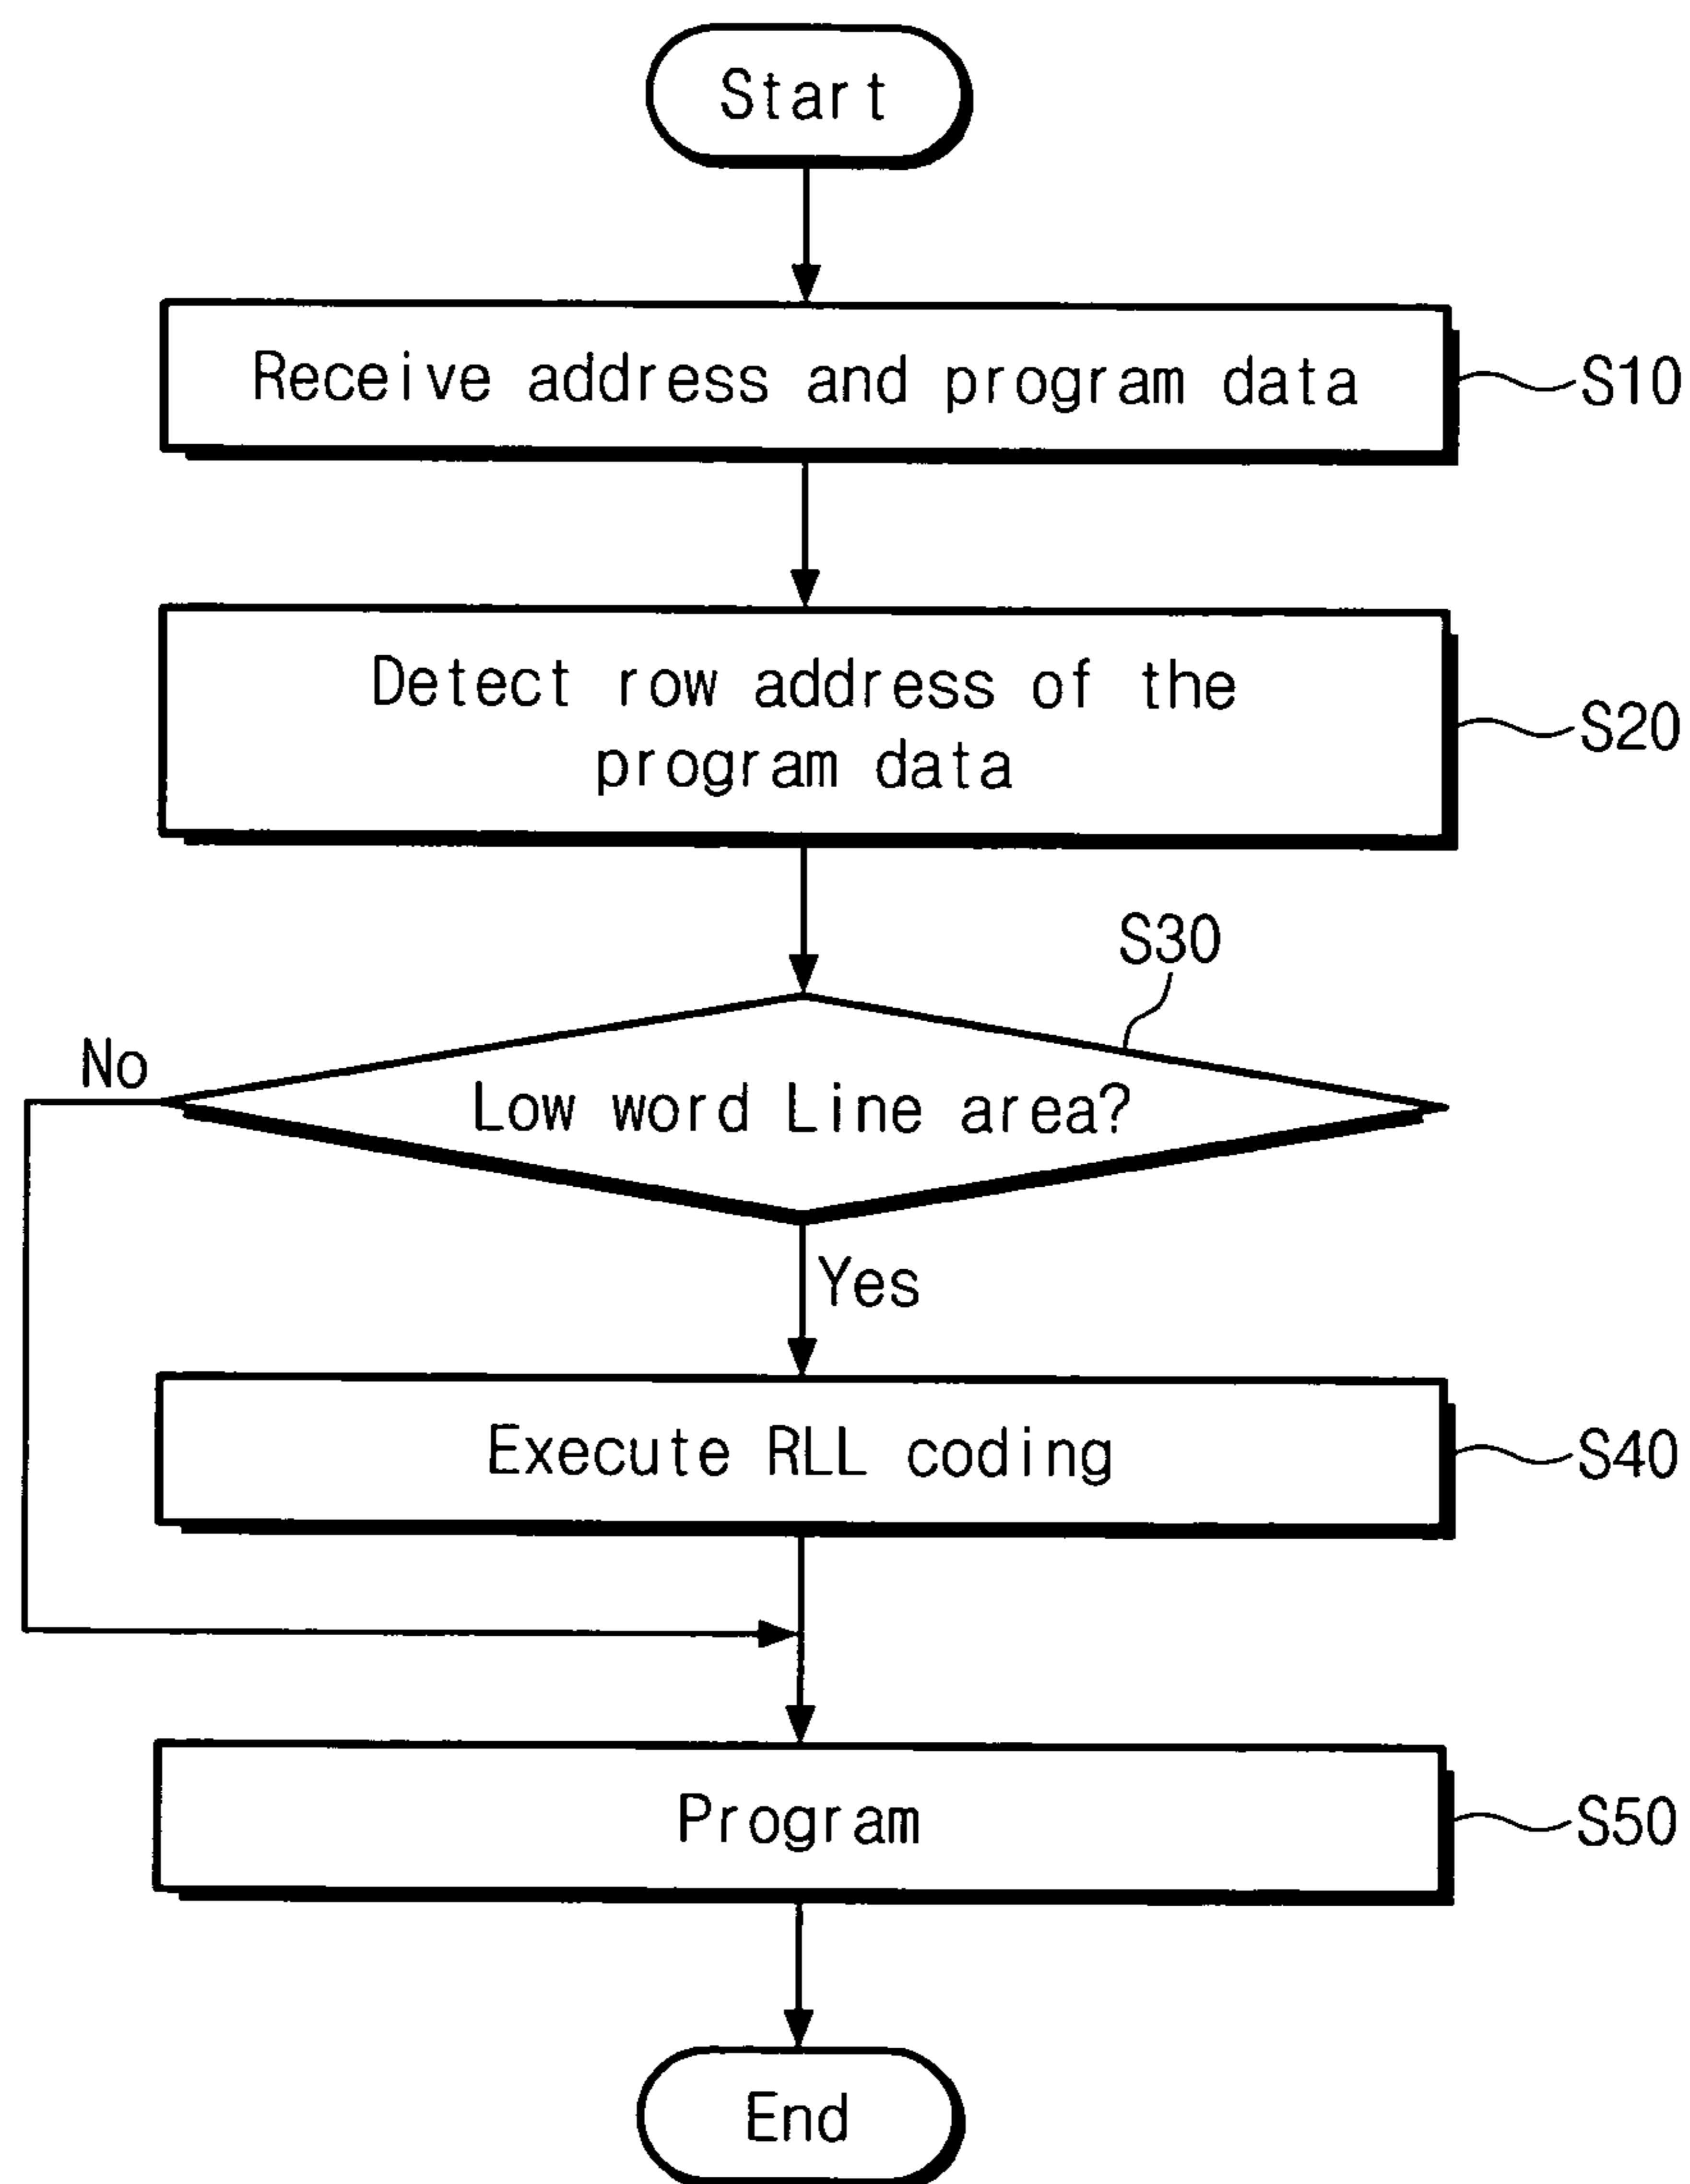 Start
Receive address and program data
S10
Detect row address of the
program data
S20
S30
No
Low word Line area?
Yes
Execute RLL coding
S40
Program
S50
End